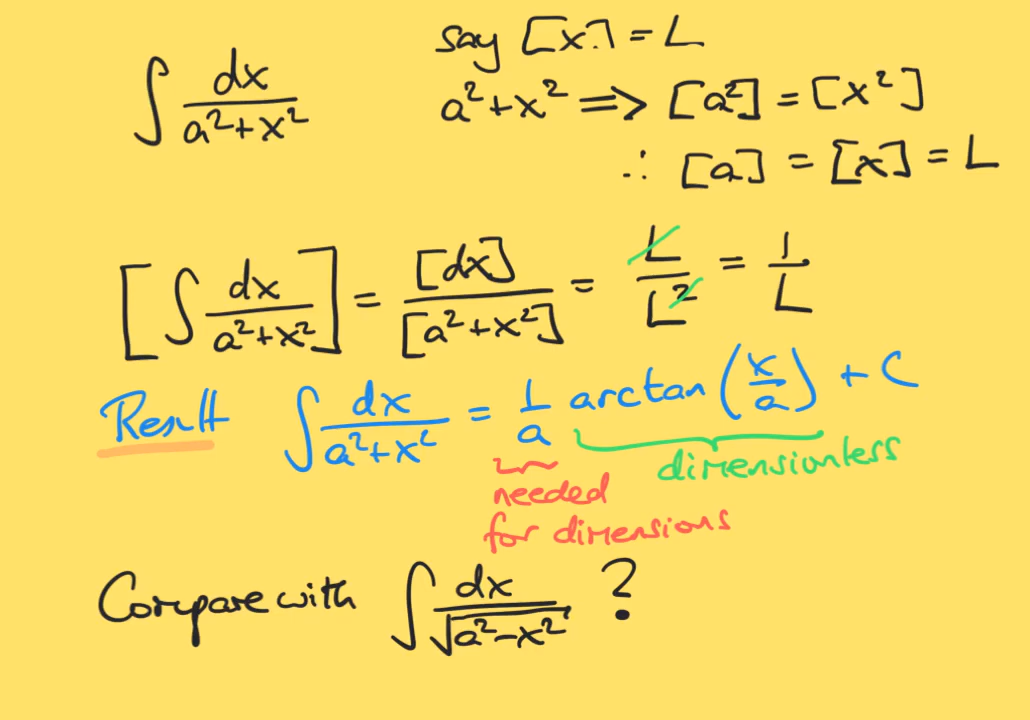 ∫ dx/(a²+x²) say [x] = L
a²+x² ⟹ [a²] = [x²]
∴ [a] = [x] = L
[∫ dx/(a²+x²)] = [dx]/[a²+x²] = L/L² = 1/L
Result ∫ dx/(a²+x²) = 1/a arctan(x/a) + C
dimensionless
needed
for dimensions
Compare with ∫ dx/√(a²-x²) ?